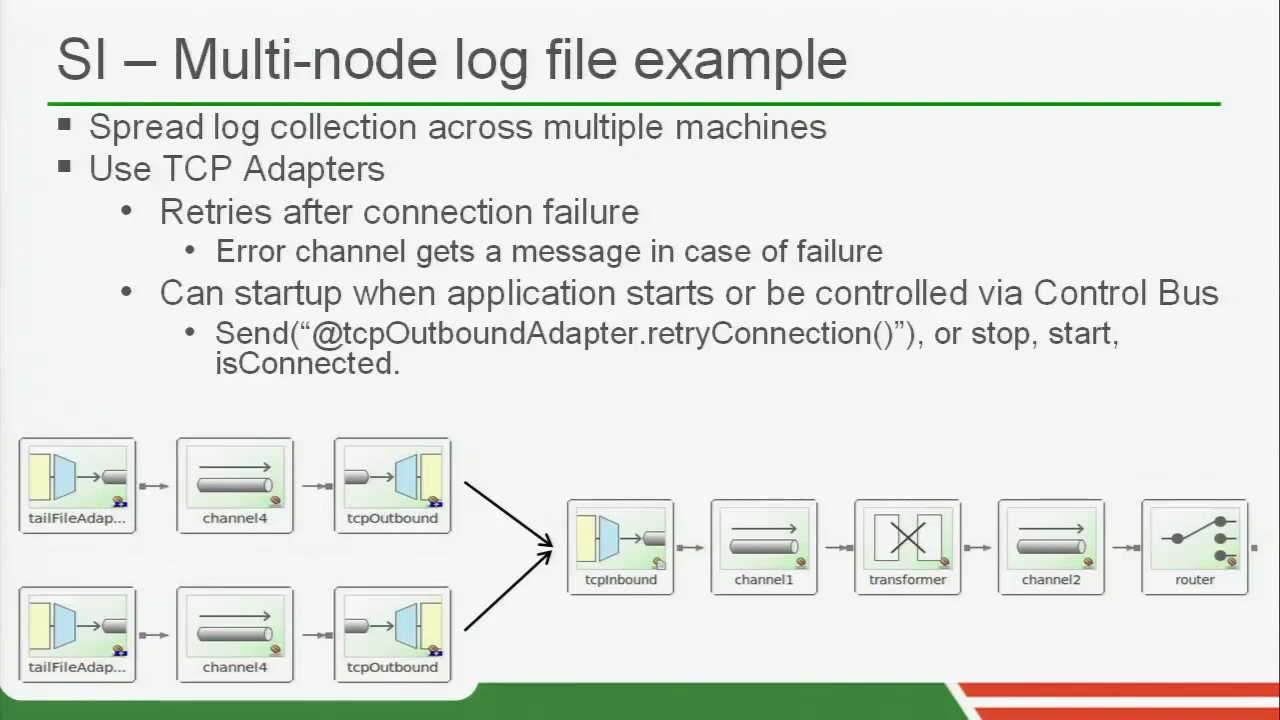 SI – Multi-node log file example
Spread log collection across multiple machines
Use TCP Adapters
Retries after connection failure
Error channel gets a message in case of failure
Can startup when application starts or be controlled via Control Bus
Send(“@tcpOutboundAdapter.retryConnection()”), or stop, start,
isConnected.
tailFileAdap...
channel4
tcpOutbound
tcpInbound
channel1
transformer
channel2
router
tailFileAdap...
channel4
tcpOutbound